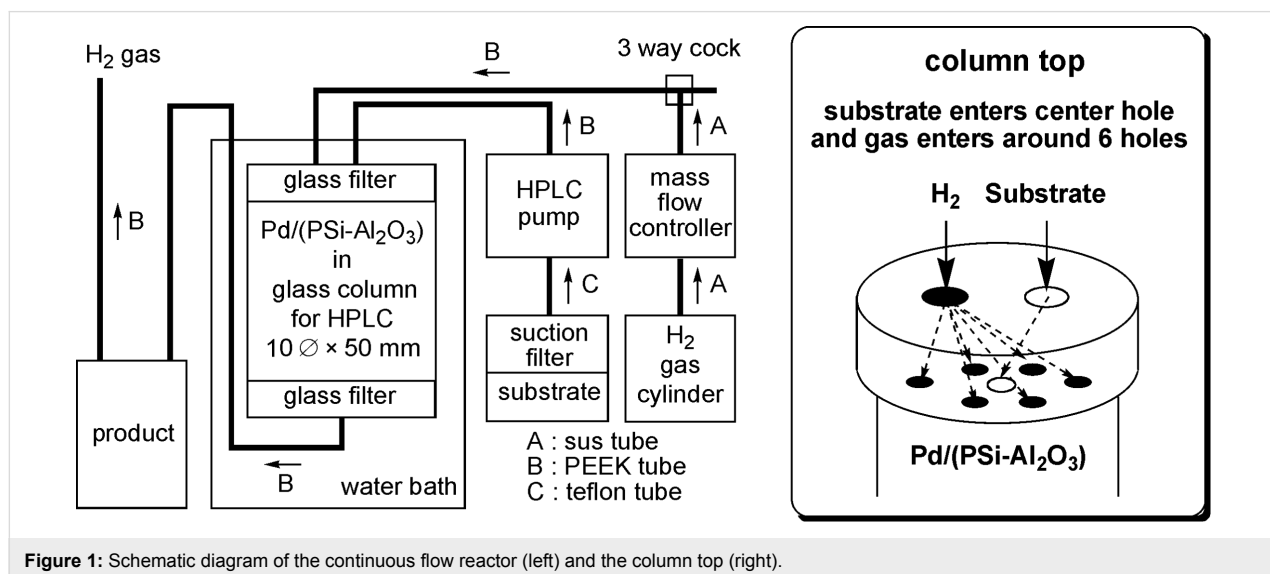 H2 gas
B
3 way cock
B
A
B
glass filter
Pd/(PSi-Al2O3)
in
glass column
for HPLC
10 ∅ × 50 mm
glass filter
HPLC
pump
mass
flow
controller
C
A
suction
filter
substrate
H2
gas
cylinder
product
B
water bath
A : sus tube
B : PEEK tube
C : teflon tube
column top
substrate enters center hole
and gas enters around 6 holes
H2 Substrate
Pd/(PSi-Al2O3)
Figure 1: Schematic diagram of the continuous flow reactor (left) and the column top (right).